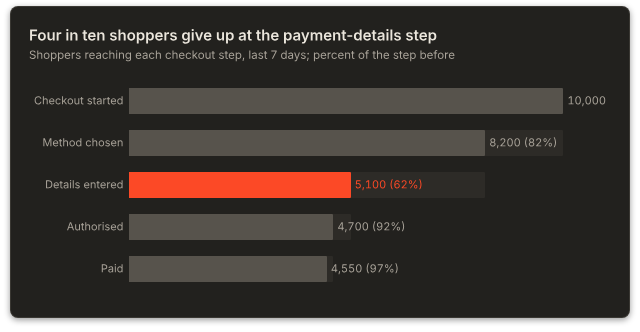 Four in ten shoppers give up at the payment-details step
Shoppers reaching each checkout step, last 7 days; percent of the step before
Checkout started 10,000
Method chosen 8,200 (82%)
Details entered 5,100 (62%)
Authorised 4,700 (92%)
Paid 4,550 (97%)